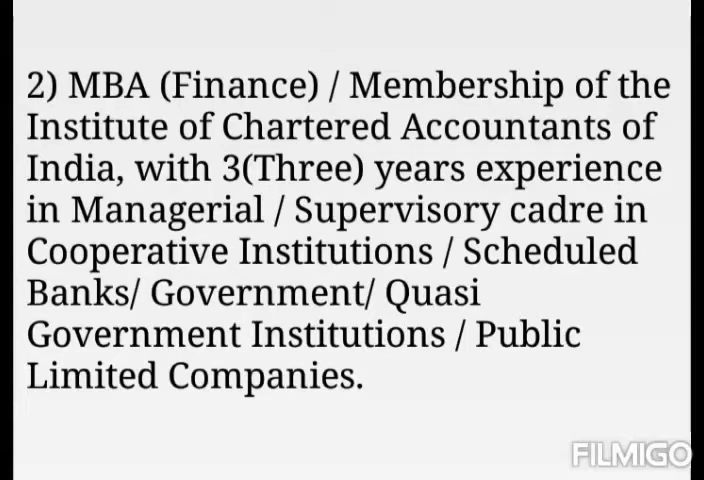 2) MBA (Finance) / Membership of the
Institute of Chartered Accountants of
India, with 3(Three) years experience
in Managerial / Supervisory cadre in
Cooperative Institutions / Scheduled
Banks/ Government/ Quasi
Government Institutions / Public
Limited Companies.
FILMIGO